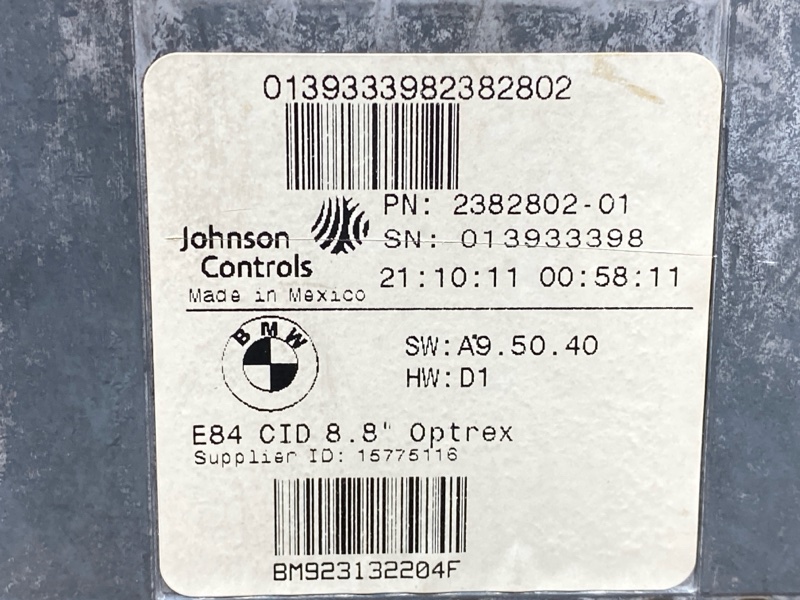 0139333982382802
PN: 2382802-01
SN: 013933398
Johnson
Controls
21:10:11 00:58:11
Made in Mexico
BMW
SW:A9.50.40
HW:D1
E84 CID 8.8" Optrex
Supplier ID: 15775116
BM923132204F